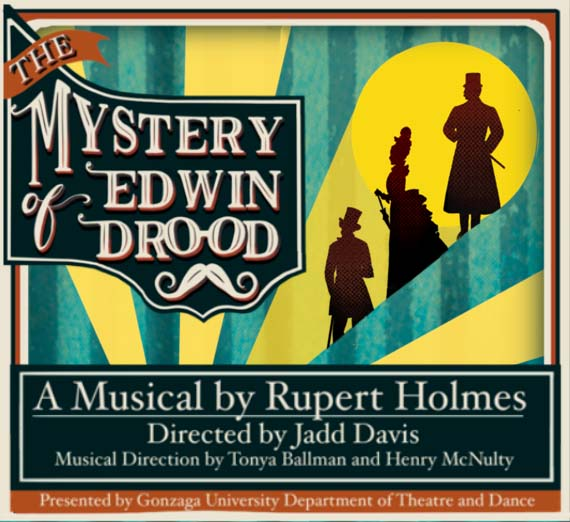 THE
MYSTERY
of EDWIN
DROOD
A Musical by Rupert Holmes
Directed by Jadd Davis
Musical Direction by Tonya Ballman and Henry McNulty
Presented by Gonzaga University Department of Theatre and Dance